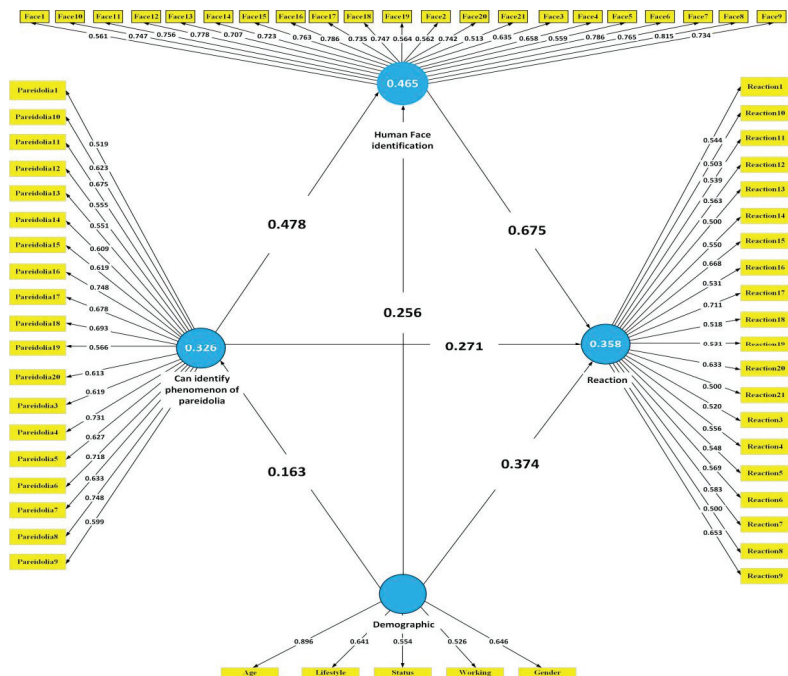 Face1 Face10 Face11 Face12 Face13 Face14 Face15 Face16 Face17 Face18 Face19 Face2 Face20 Face21 Face3 Face4 Face5 Face6 Face7 Face8 Face9
0.561 0.747 0.756 0.778 0.707 0.723 0.763 0.786 0.735 0.747 0.564 0.562 0.742 0.513 0.635 0.658 0.559 0.786 0.765 0.815 0.734
0.465
Human Face
identification
Pareidolia1
Pareidolia10
Pareidolia11
Pareidolia12
Pareidolia13
Pareidolia14
Pareidolia15
Pareidolia16
Pareidolia17
Pareidolia18
Pareidolia19
Pareidolia20
Pareidolia3
Pareidolia4
Pareidolia5
Pareidolia6
Pareidolia7
Pareidolia8
Pareidolia9
0.519
0.623
0.675
0.555
0.551
0.609
0.619
0.748
0.678
0.693
0.566
0.613
0.619
0.731
0.627
0.718
0.633
0.748
0.599
0.326
Can identify
phenomenon of
pareidolia
0.478
0.675
0.256
0.271
0.163
0.374
0.358
Reaction
0.544
0.503
0.539
0.563
0.500
0.550
0.668
0.531
0.711
0.518
0.633
0.500
0.520
0.556
0.548
0.569
0.583
0.500
0.653
Reaction1
Reaction10
Reaction11
Reaction12
Reaction13
Reaction14
Reaction15
Reaction16
Reaction17
Reaction18
Reaction19
Reaction20
Reaction21
Reaction3
Reaction4
Reaction5
Reaction6
Reaction7
Reaction8
Reaction9
Demographic
0.896 0.641 0.554 0.526 0.646
Age Lifestyle Status Working Gender